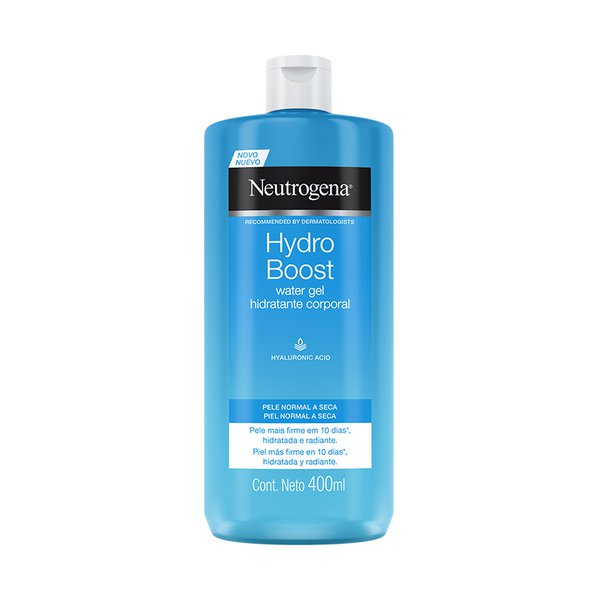 NOVO
NUEVO
Neutrogena®
RECOMMENDED BY DERMATOLOGISTS
Hydro
Boost
water gel
hidratante corporal
HYALURONIC ACID
PELE NORMAL A SECA
PIEL NORMAL A SECA
Pele mais firme em 10 dias*,
hidratada e radiante.
Piel más firme en 10 días*,
hidratada y radiante.
Cont. Neto 400ml